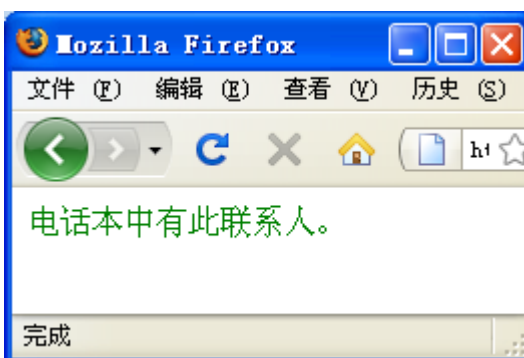 Mozilla Firefox
文件 (F) 编辑 (E) 查看 (V) 历史 (S)
电话本中有此联系人。
完成